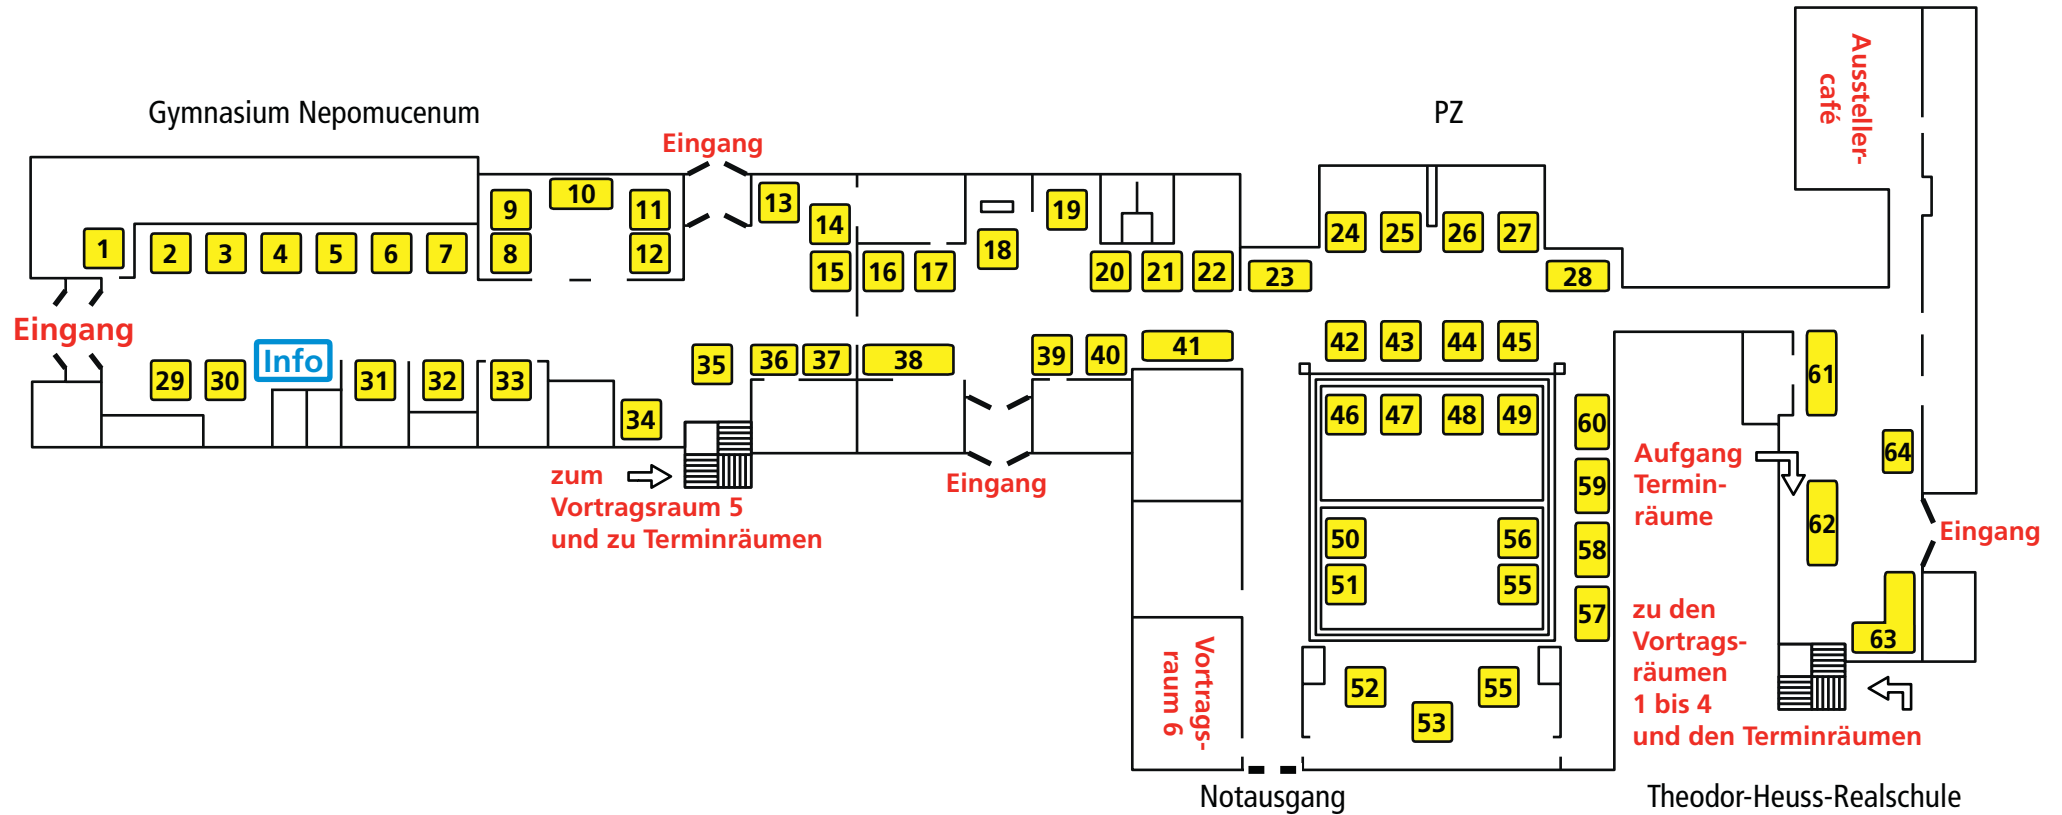 Gymnasium Nepomucenum
PZ
Aussteller-
café
Eingang
1
2
3
4
5
6
7
8
9
10
11
12
13
14
15
16
17
18
19
20
21
22
23
24
25
26
27
28
Eingang
29
30
Info
31
32
33
34
35
36
37
38
39
40
41
42
43
44
45
46
47
48
49
50
51
56
55
52
53
55
60
59
58
57
61
62
64
63
zum
Vortragsraum 5
und zu Terminräumen
Eingang
Vortrags-
raum 6
Aufgang
Termin-
räume
Eingang
zu den
Vortrags-
räumen
1 bis 4
und den Terminräumen
Notausgang
Theodor-Heuss-Realschule